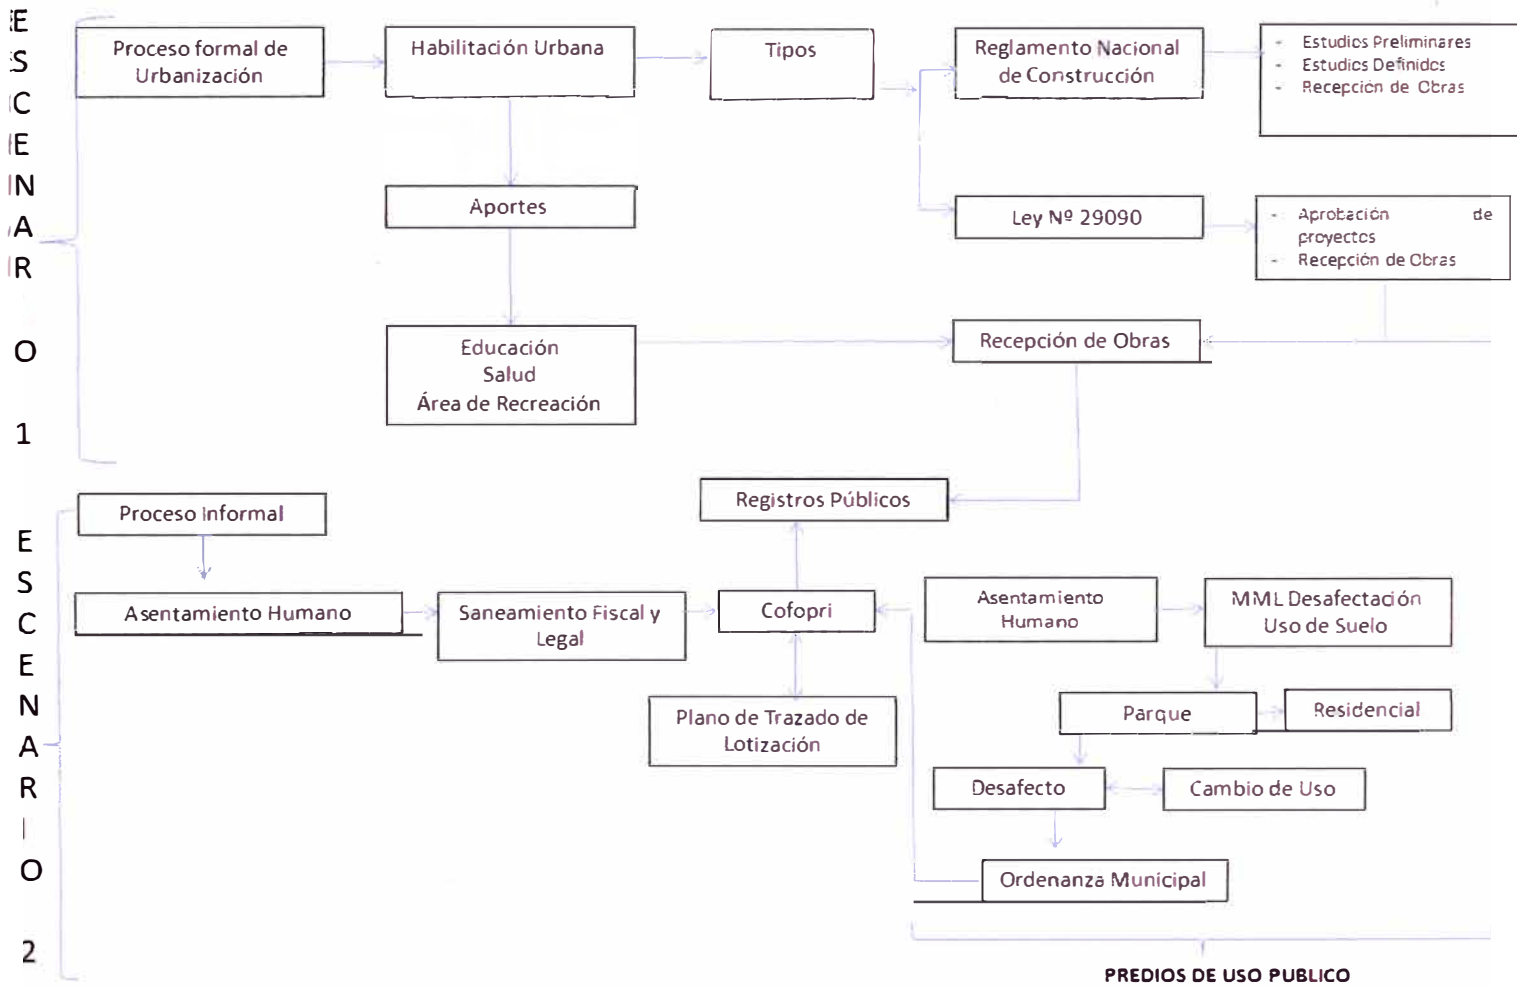 ESCENARIO 1
Proceso formal de
Urbanización
Habilitación Urbana
Tipos
Reglamento Nacional
de Construcción
- Estudios Preliminares
- Estudios Definidos
- Recepción de Obras
Aportes
Ley Nº 29090
- Aprobación de
proyectos
- Recepción de Obras
Educación
Salud
Área de Recreación
Recepción de Obras
Registros Públicos
ESCENARIO 2
Proceso Informal
Asentamiento Humano
Saneamiento Fiscal y
Legal
Cofopri
Plano de Trazado de
Lotización
Asentamiento
Humano
MML Desafectación
Uso de Suelo
Parque
Residencial
Desafecto
Cambio de Uso
Ordenanza Municipal
PREDIOS DE USO PUBLICO